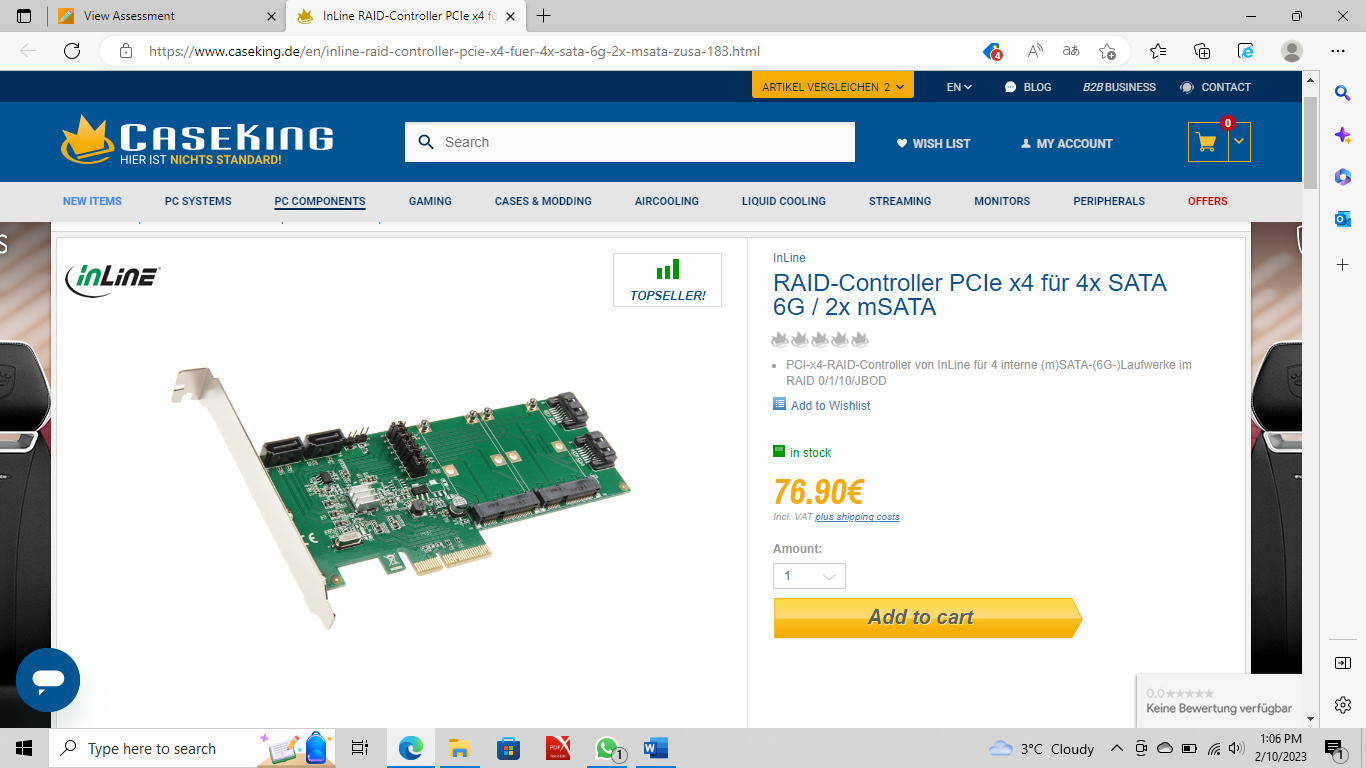 View Assessment
InLine RAID-Controller PCIe x4 fü
https://www.caseking.de/en/inline-raid-controller-pcie-x4-fuer-4x-sata-6g-2x-msata-zusa-183.html
4
ARTIKEL VERGLEICHEN 2
EN
BLOG
B2B BUSINESS
CONTACT
CASEKING
HIER IST NICHTS STANDARD!
Search
WISH LIST
MY ACCOUNT
0
NEW ITEMS
PC SYSTEMS
PC COMPONENTS
GAMING
CASES & MODDING
AIRCOOLING
LIQUID COOLING
STREAMING
MONITORS
PERIPHERALS
OFFERS
InLine
TOPSELLER!
InLine
RAID-Controller PCIe x4 für 4x SATA
6G / 2x mSATA
PCI-x4-RAID-Controller von InLine für 4 interne (m)SATA-(6G-)Laufwerke im
RAID 0/1/10/JBOD
Add to Wishlist
in stock
76.90€
Incl. VAT plus shipping costs
Amount:
1
Add to cart
0,0
Keine Bewertung verfügbar
Type here to search
1
3°C Cloudy
1:06 PM
2/10/2023
1